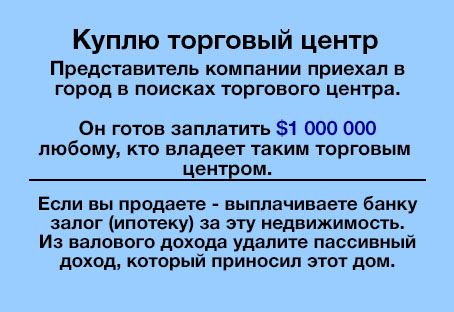 Куплю торговый центр
Представитель компании приехал в
город в поисках торгового центра.
Он готов заплатить $1 000 000
любому, кто владеет таким торговым
центром.
Если вы продаете - выплачиваете банку
залог (ипотеку) за эту недвижимость.
Из валового дохода удалите пассивный
доход, который приносил этот дом.